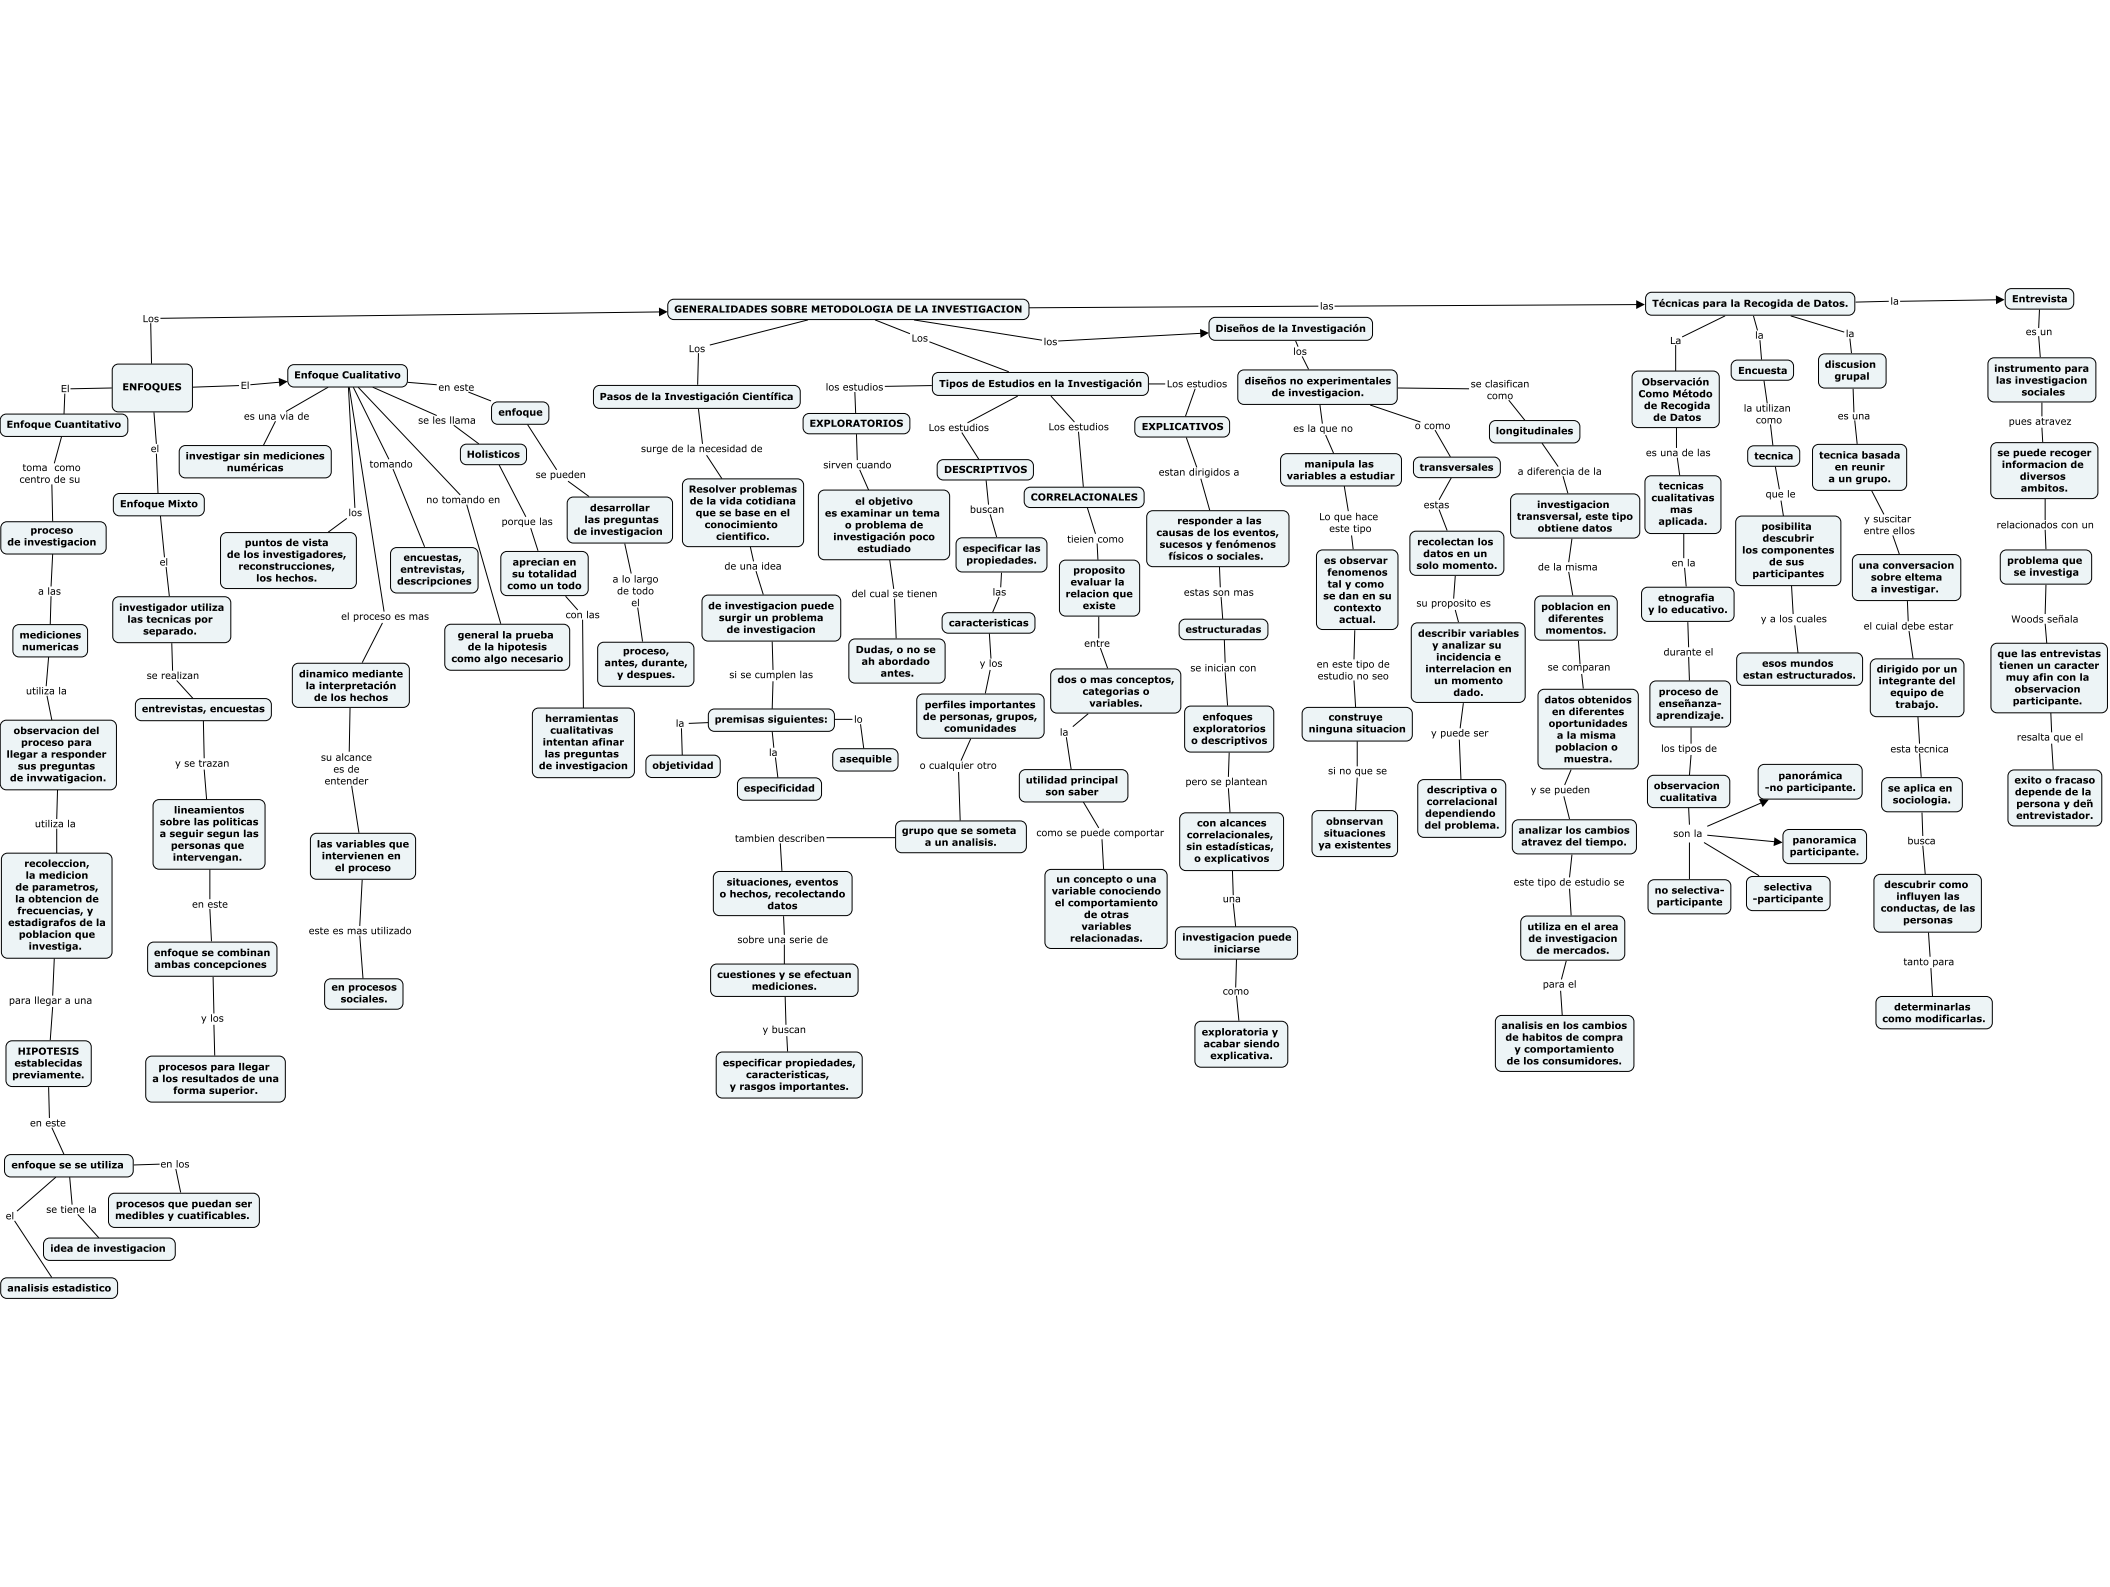 GENERALIDADES SOBRE METODOLOGIA DE LA INVESTIGACION
Los
ENFOQUES
El
Enfoque Cuantitativo
toma  como
centro de su
proceso
de investigacion
a las
mediciones
numericas
utiliza la
observacion del
proceso para
llegar a responder
sus preguntas
de invwatigacion.
utiliza la
recoleccion,
la medicion
de parametros,
la obtencion de
frecuencias, y
estadigrafos de la
poblacion que
investiga.
para llegar a una
HIPOTESIS
establecidas
previamente.
en este
enfoque se se utiliza
en los
procesos que puedan ser
medibles y cuatificables.
se tiene la
idea de investigacion
el
analisis estadistico
el
Enfoque Mixto
el
investigador utiliza
las tecnicas por
separado.
se realizan
entrevistas, encuestas
y se trazan
lineamientos
sobre las politicas
a seguir segun las
personas que
intervengan.
en este
enfoque se combinan
ambas concepciones
y los
procesos para llegar
a los resultados de una
forma superior.
El
Enfoque Cualitativo
es una via de
investigar sin mediciones
numéricas
los
puntos de vista
de los investigadores,
reconstrucciones,
los hechos.
el proceso es mas
dinamico mediante
la interpretación
de los hechos
su alcance
es de
entender
las variables que
intervienen en
el proceso
este es mas utilizado
en procesos
sociales.
tomando
encuestas,
entrevistas,
descripciones
no tomando en
general la prueba
de la hipotesis
como algo necesario
se les llama
Holisticos
porque las
aprecian en
su totalidad
como un todo
con las
herramientas
cualitativas
intentan afinar
las preguntas
de investigacion
en este
enfoque
se pueden
desarrollar
las preguntas
de investigacion
a lo largo
de todo
el
proceso,
antes, durante,
y despues.
Los
Pasos de la Investigación Científica
surge de la necesidad de
Resolver problemas
de la vida cotidiana
que se base en el
conocimiento
cientifico.
de una idea
de investigacion puede
surgir un problema
de investigacion
si se cumplen las
premisas siguientes:
la
objetividad
la
especificidad
lo
asequible
Los
Tipos de Estudios en la Investigación
los estudios
EXPLORATORIOS
sirven cuando
el objetivo
es examinar un tema
o problema de
investigación poco
estudiado
del cual se tienen
Dudas, o no se
ah abordado
antes.
Los estudios
DESCRIPTIVOS
buscan
especificar las
propiedades.
las
caracteristicas
y los
perfiles importantes
de personas, grupos,
comunidades
o cualquier otro
grupo que se someta
a un analisis.
tambien describen
situaciones, eventos
o hechos, recolectando
datos
sobre una serie de
cuestiones y se efectuan
mediciones.
y buscan
especificar propiedades,
caracteristicas,
y rasgos importantes.
Los estudios
CORRELACIONALES
tieien como
proposito
evaluar la
relacion que
existe
entre
dos o mas conceptos,
categorias o
variables.
la
utilidad principal
son saber
como se puede comportar
un concepto o una
variable conociendo
el comportamiento
de otras
variables
relacionadas.
Los estudios
EXPLICATIVOS
estan dirigidos a
responder a las
causas de los eventos,
sucesos y fenómenos
físicos o sociales.
estas son mas
estructuradas
se inician con
enfoques
exploratorios
o descriptivos
pero se plantean
con alcances
correlacionales,
sin estadísticas,
o explicativos
una
investigacion puede
iniciarse
como
exploratoria y
acabar siendo
explicativa.
los
Diseños de la Investigación
los
diseños no experimentales
de investigacion.
es la que no
manipula las
variables a estudiar
Lo que hace
este tipo
es observar
fenomenos
tal y como
se dan en su
contexto
actual.
en este tipo de
estudio no seo
construye
ninguna situacion
si no que se
obnservan
situaciones
ya existentes
o como
transversales
estas
recolectan los
datos en un
solo momento.
su proposito es
describir variables
y analizar su
incidencia e
interrelacion en
un momento
dado.
y puede ser
descriptiva o
correlacional
dependiendo
del problema.
se clasifican
como
longitudinales
a diferencia de la
investigacion
transversal, este tipo
obtiene datos
de la misma
poblacion en
diferentes
momentos.
se comparan
datos obtenidos
en diferentes
oportunidades
a la misma
poblacion o
muestra.
y se pueden
analizar los cambios
atravez del tiempo.
este tipo de estudio se
utiliza en el area
de investigacion
de mercados.
para el
analisis en los cambios
de habitos de compra
y comportamiento
de los consumidores.
las
Técnicas para la Recogida de Datos.
La
Observación
Como Método
de Recogida
de Datos
es una de las
tecnicas
cualitativas
mas
aplicada.
en la
etnografia
y lo educativo.
durante el
proceso de
enseñanza-
aprendizaje.
los tipos de
observacion
cualitativa
son la
panorámica
-no participante.
panoramica
participante.
selectiva
-participante
no selectiva-
participante
la
Encuesta
la utilizan
como
tecnica
que le
posibilita
descubrir
los componentes
de sus
participantes
y a los cuales
esos mundos
estan estructurados.
la
discusion
grupal
es una
tecnica basada
en reunir
a un grupo.
y suscitar
entre ellos
una conversacion
sobre eltema
a investigar.
el cuial debe estar
dirigido por un
integrante del
equipo de
trabajo.
esta tecnica
se aplica en
sociologia.
busca
descubrir como
influyen las
conductas, de las
personas
tanto para
determinarlas
como modificarlas.
la
Entrevista
es un
instrumento para
las investigacion
sociales
pues atravez
se puede recoger
informacion de
diversos
ambitos.
relacionados con un
problema que
se investiga
Woods señala
que las entrevistas
tienen un caracter
muy afin con la
observacion
participante.
resalta que el
exito o fracaso
depende de la
persona y deñ
entrevistador.